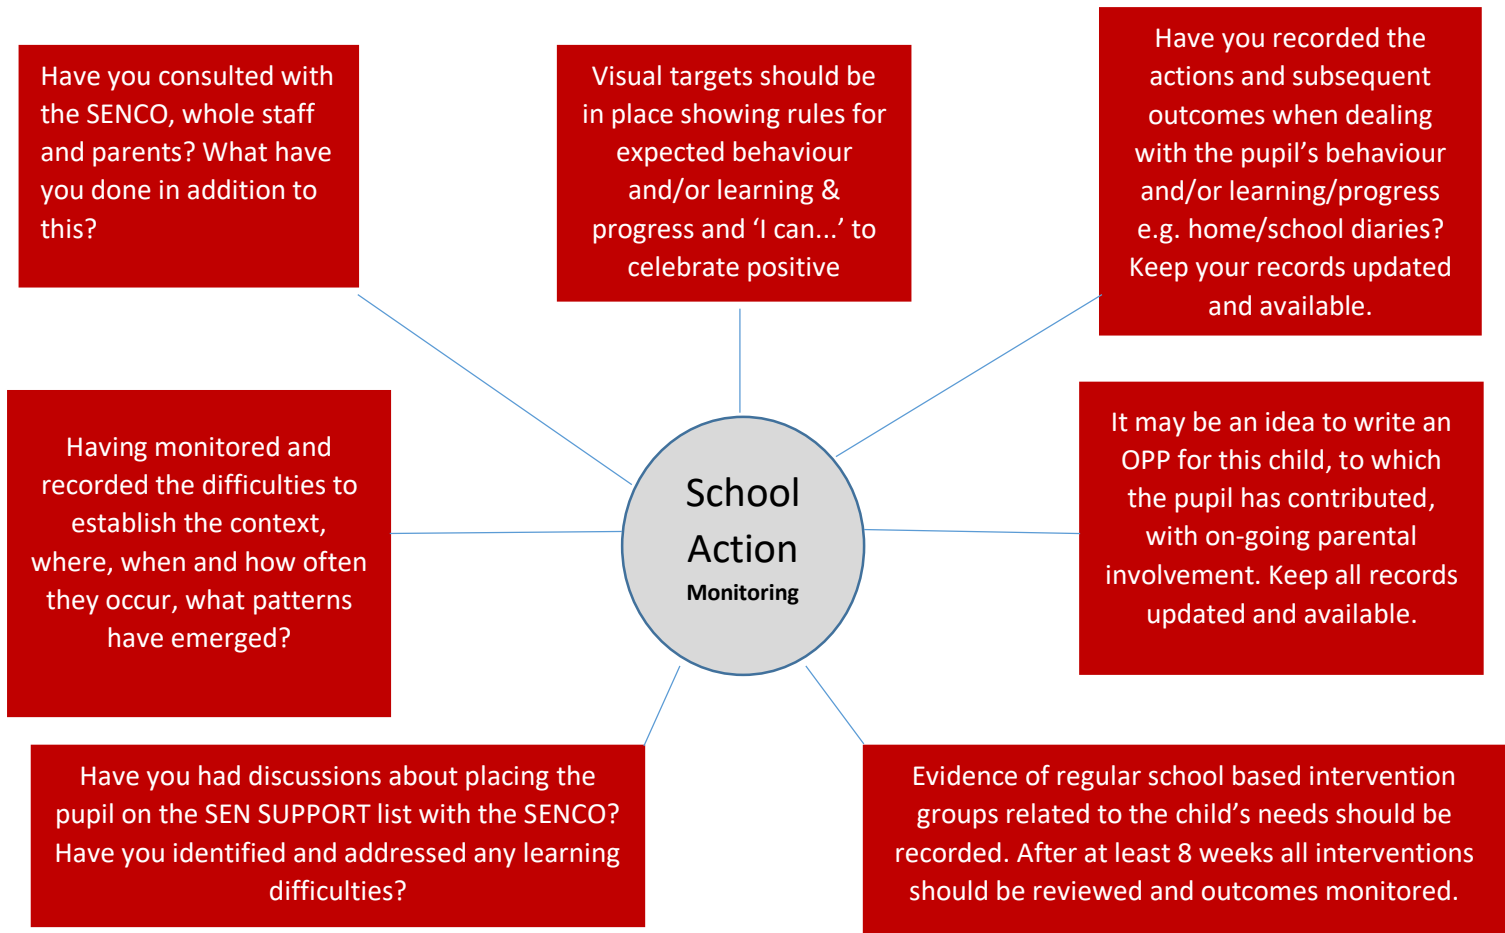 Have you consulted with
the SENCO, whole staff
and parents? What have
you done in addition to
this?
Visual targets should be
in place showing rules for
expected behaviour
and/or learning &
progress and ‘I can...’ to
celebrate positive
Have you recorded the
actions and subsequent
outcomes when dealing
with the pupil’s behaviour
and/or learning/progress
e.g. home/school diaries?
Keep your records updated
and available.
Having monitored and
recorded the difficulties to
establish the context,
where, when and how often
they occur, what patterns
have emerged?
School
Action
Monitoring
It may be an idea to write an
OPP for this child, to which
the pupil has contributed,
with on-going parental
involvement. Keep all records
updated and available.
Have you had discussions about placing the
pupil on the SEN SUPPORT list with the SENCO?
Have you identified and addressed any learning
difficulties?
Evidence of regular school based intervention
groups related to the child’s needs should be
recorded. After at least 8 weeks all interventions
should be reviewed and outcomes monitored.